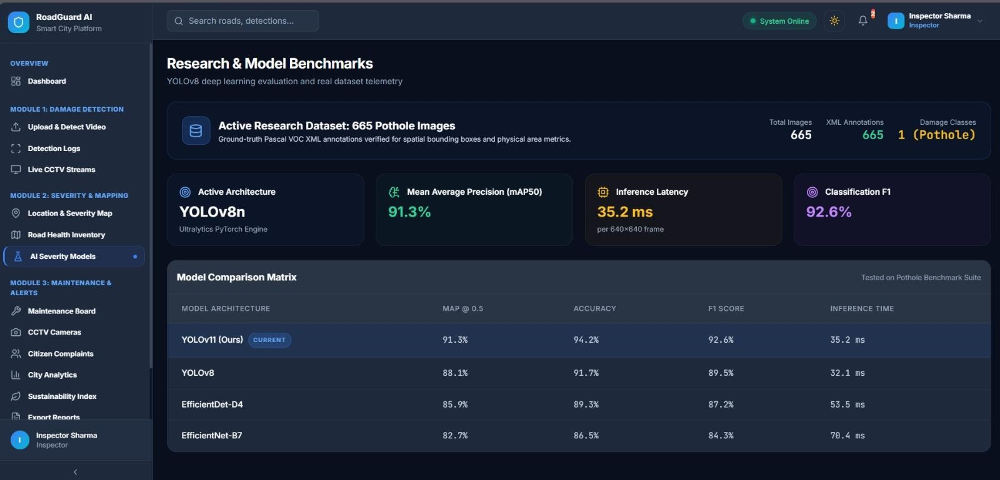 RoadGuard AI
Smart City Platform
Search roads, detections...
System Online
2
I
Inspector Sharma
Inspector
OVERVIEW
Dashboard
MODULE 1: DAMAGE DETECTION
Upload & Detect Video
Detection Logs
Live CCTV Streams
MODULE 2: SEVERITY & MAPPING
Location & Severity Map
Road Health Inventory
AI Severity Models
MODULE 3: MAINTENANCE &
ALERTS
Maintenance Board
CCTV Cameras
Citizen Complaints
City Analytics
Sustainability Index
Export Reports
I
Inspector Sharma
Inspector
Research & Model Benchmarks
YOLOv8 deep learning evaluation and real dataset telemetry
Active Research Dataset: 665 Pothole Images
Ground-truth Pascal VOC XML annotations verified for spatial bounding boxes and physical area metrics.
Total Images
665
XML Annotations
665
Damage Classes
1 (Pothole)
Active Architecture
YOLOv8n
Ultralytics PyTorch Engine
Mean Average Precision (mAP50)
91.3%
Inference Latency
35.2 ms
per 640×640 frame
Classification F1
92.6%
Model Comparison Matrix
Tested on Pothole Benchmark Suite
MODEL ARCHITECTURE MAP @ 0.5 ACCURACY F1 SCORE INFERENCE TIME
YOLOv11 (Ours) CURRENT 91.3% 94.2% 92.6% 35.2 ms
YOLOv8 88.1% 91.7% 89.5% 32.1 ms
EfficientDet-D4 85.9% 89.3% 87.2% 53.5 ms
EfficientNet-B7 82.7% 86.5% 84.3% 70.4 ms